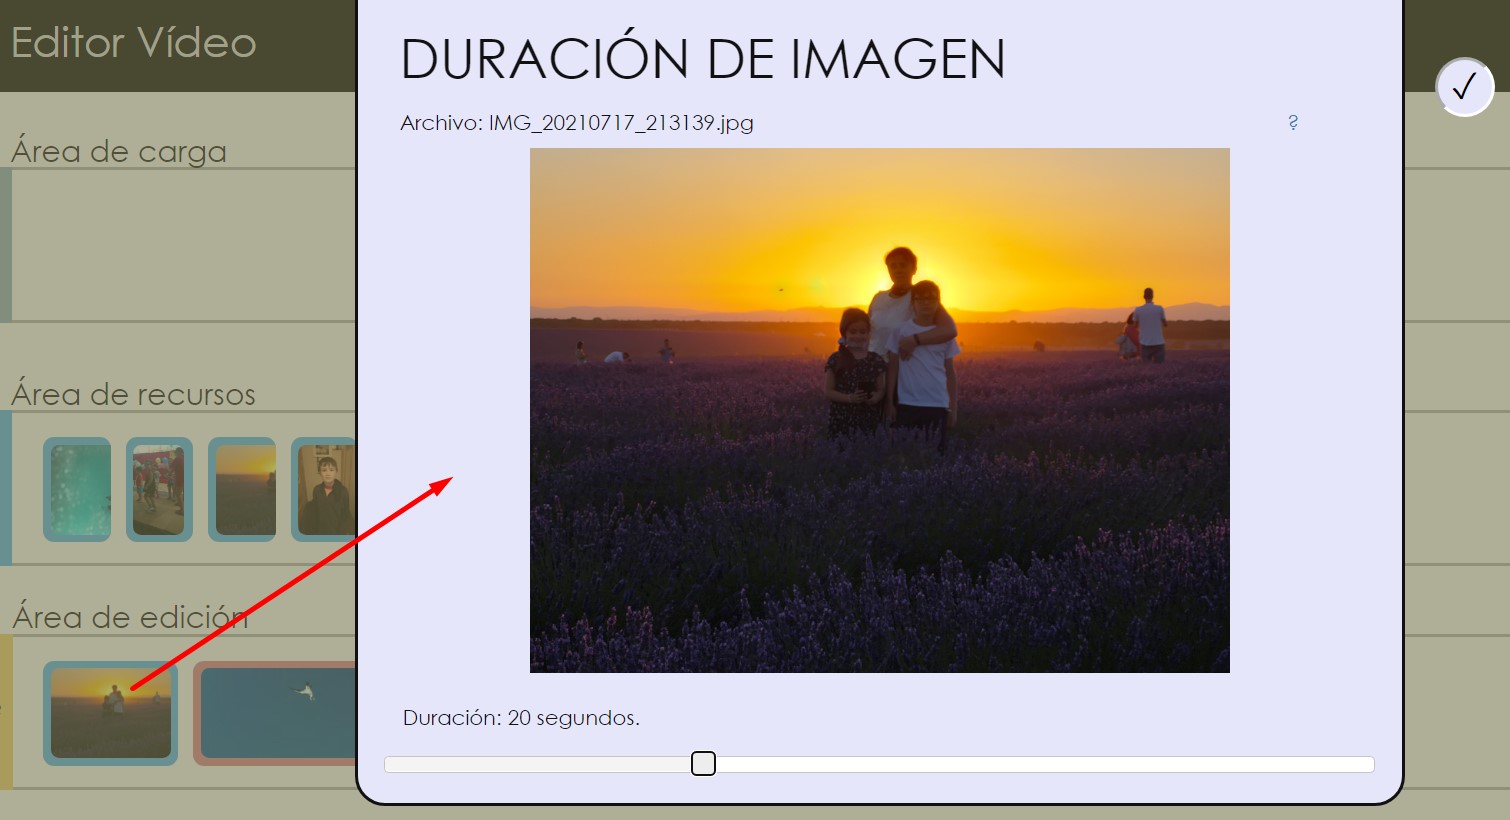 Editor Vídeo
DURACIÓN DE IMAGEN
Archivo: IMG_20210717_213139.jpg
?
Área de carga
Área de recursos
Área de edición
Duración: 20 segundos.